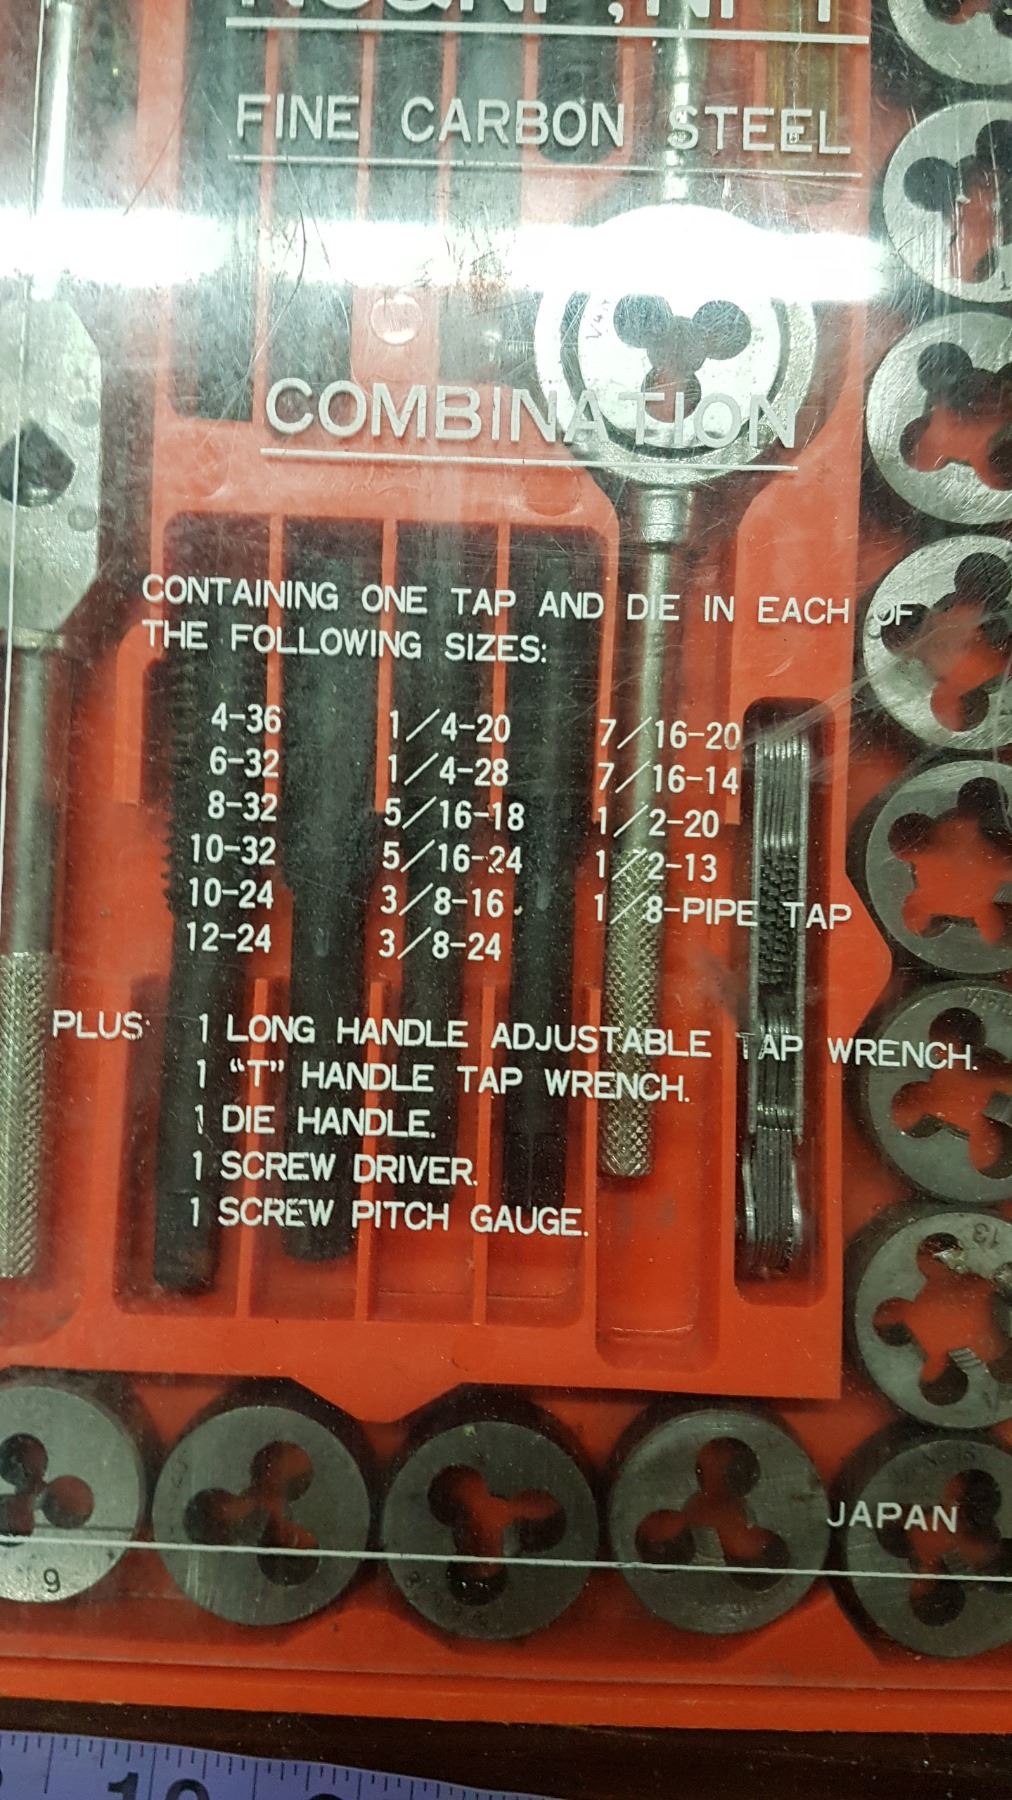 FINE CARBON STEEL
COMBINATION
CONTAINING ONE TAP AND DIE IN EACH OF
THE FOLLOWING SIZES:
4-36 1/4-20 7/16-20
6-32 1/4-28 7/16-14
8-32 5/16-18 1/2-20
10-32 5/16-24 1/2-13
10-24 3/8-16 1/8-PIPE TAP
12-24 3/8-24
PLUS: 1 LONG HANDLE ADJUSTABLE TAP WRENCH.
1 "T" HANDLE TAP WRENCH.
1 DIE HANDLE.
1 SCREW DRIVER.
1 SCREW PITCH GAUGE.
13
JAPAN
9
10